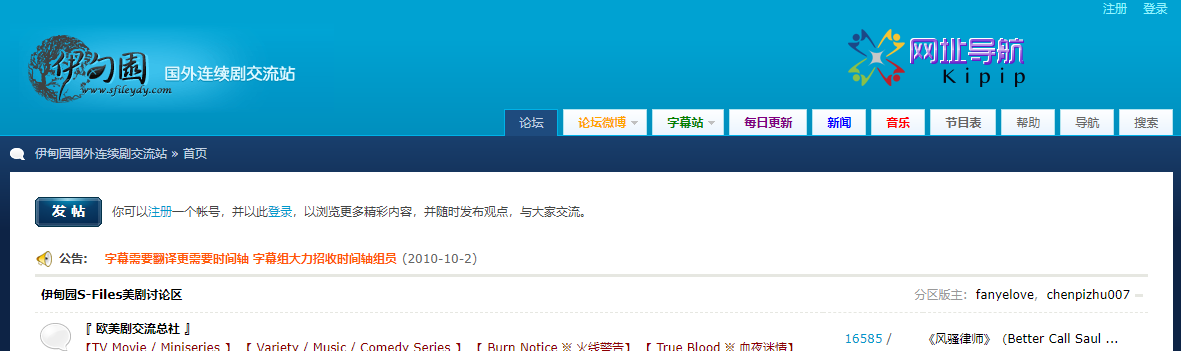 注册 登录
伊甸园
www.sfileydy.com
国外连续剧交流站
网址导航
Kipip
论坛 论坛微博 字幕站 每日更新 新闻 音乐 节目表 帮助 导航 搜索
伊甸园国外连续剧交流站 » 首页
发 帖 你可以注册一个帐号，并以此登录，以浏览更多精彩内容，并随时发布观点，与大家交流。
公告： 字幕需要翻译更需要时间轴 字幕组大力招收时间轴组员 (2010-10-2)
伊甸园S-Files美剧讨论区 分区版主： fanyelove, chenpizhu007
『 欧美剧交流总社 』
【TV Movie / Miniseries 】 【 Variety / Music / Comedy Series 】 【 Burn Notice ※ 火线警告】 【 True Blood ※ 血夜迷情】
16585 / 《风骚律师》（Better Call Saul ...